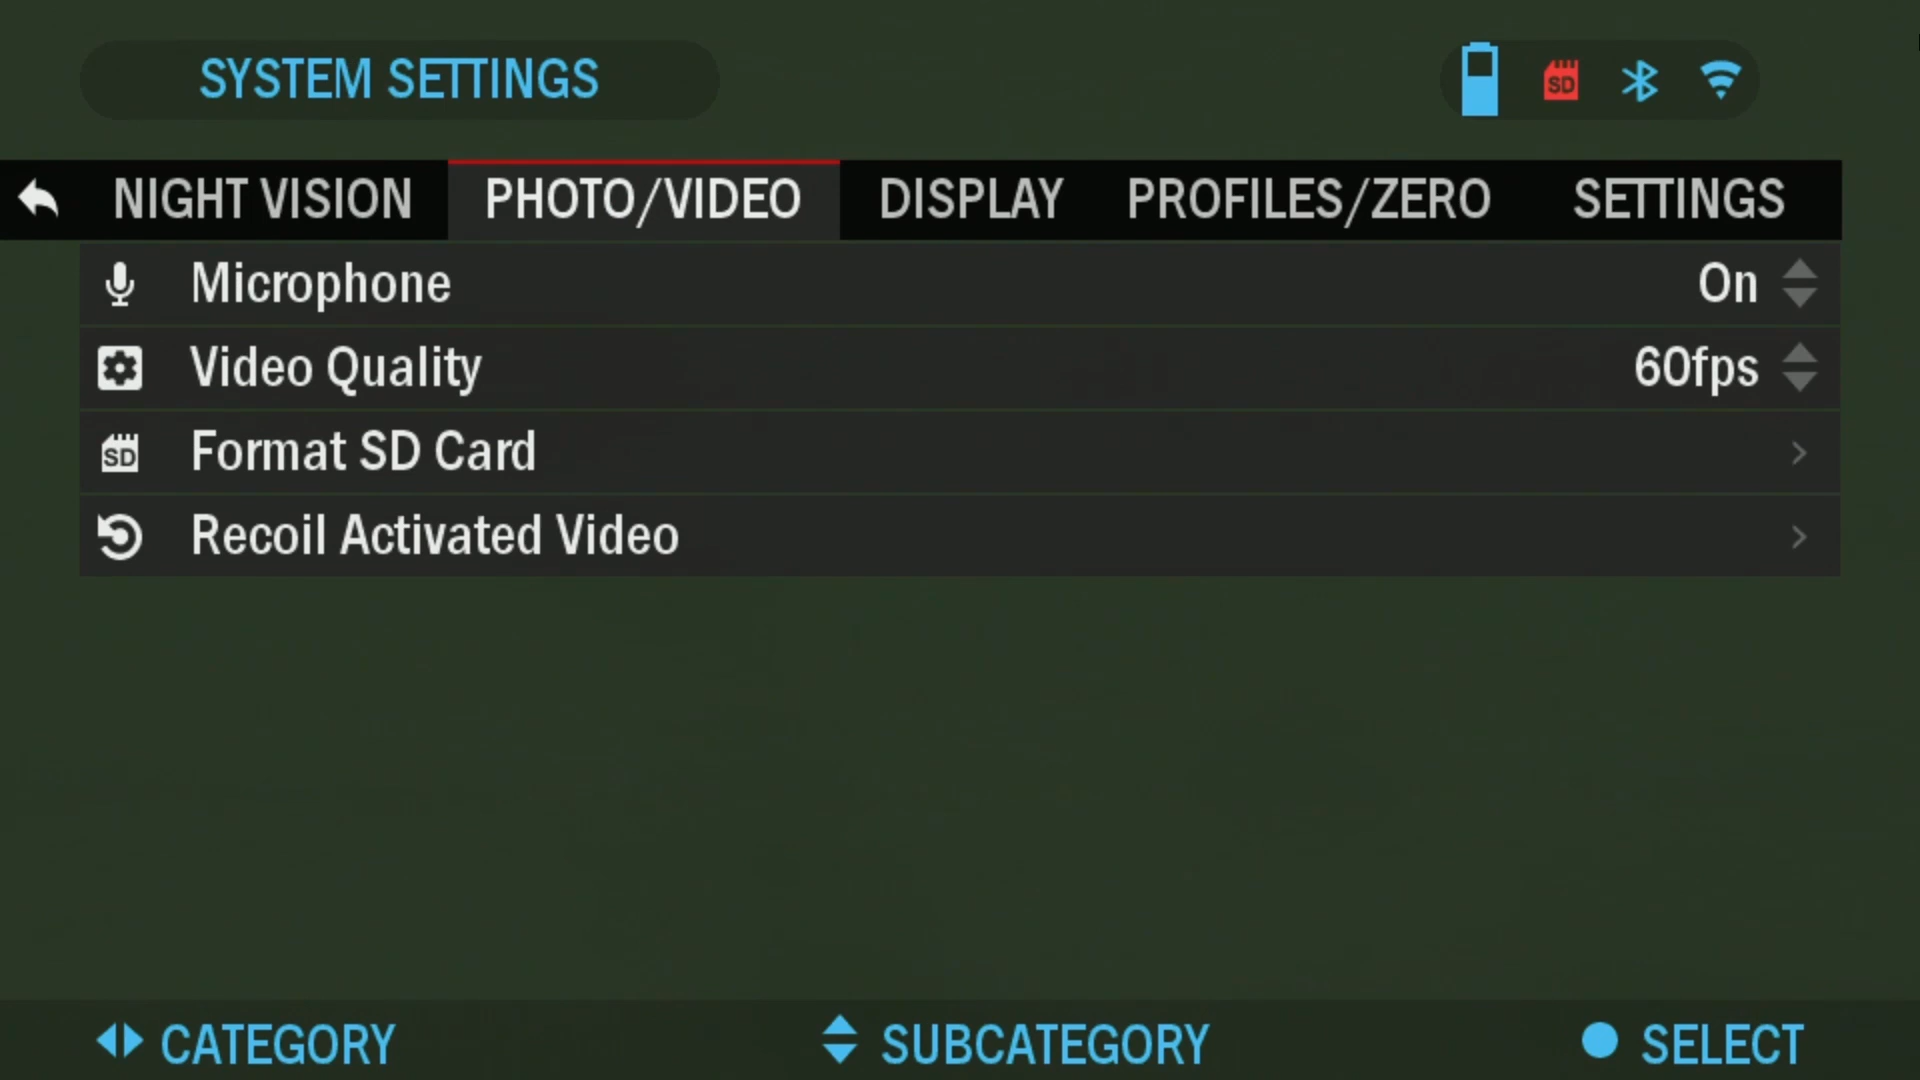 SYSTEM SETTINGS
SD
NIGHT VISION PHOTO/VIDEO DISPLAY PROFILES/ZERO SETTINGS
Microphone On
Video Quality 60fps
SD Format SD Card
Recoil Activated Video
CATEGORY SUBCATEGORY SELECT